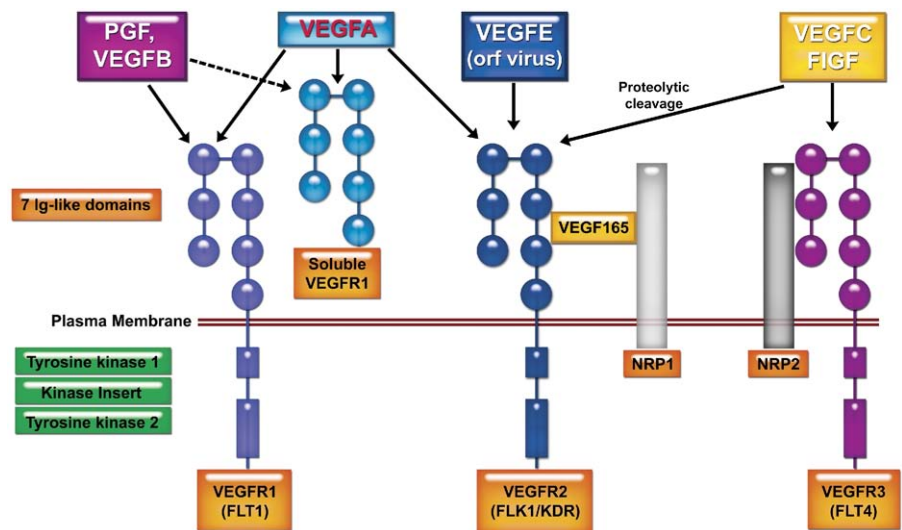 PGF,
VEGFB
VEGFA
VEGFE
(orf virus)
VEGFC
FIGF
Proteolytic
cleavage
7 Ig-like domains
VEGF165
Soluble
VEGFR1
Plasma Membrane
Tyrosine kinase 1
Kinase Insert
Tyrosine kinase 2
NRP1
NRP2
VEGFR1
(FLT1)
VEGFR2
(FLK1/KDR)
VEGFR3
(FLT4)